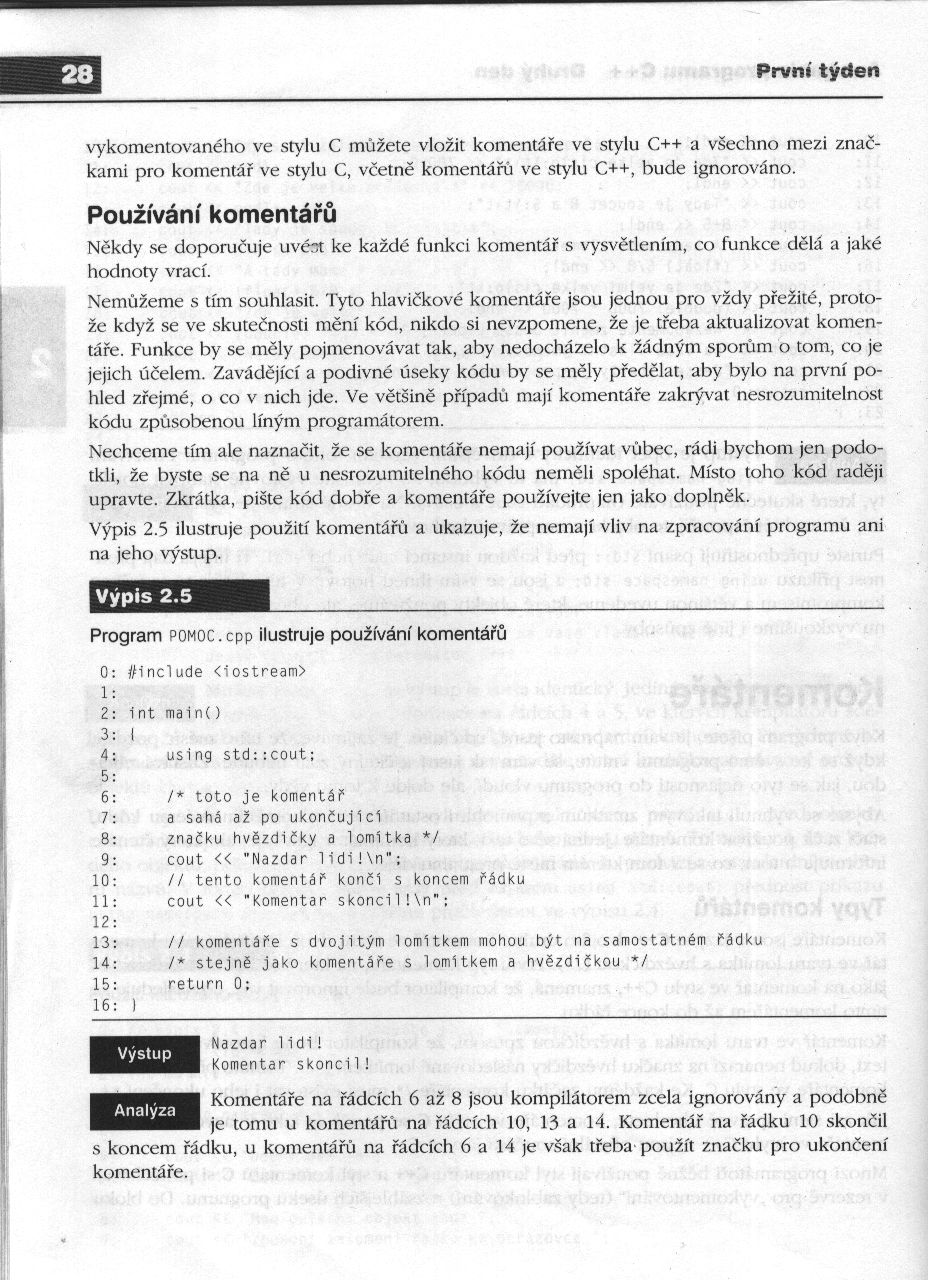 28
První týden
vykomentovaného ve stylu C můžete vložit komentáře ve stylu C++ a všechno mezi znač-
kami pro komentář ve stylu C, včetně komentářů ve stylu C++, bude ignorováno.
Používání komentářů
Někdy se doporučuje uvést ke každé funkci komentář s vysvětlením, co funkce dělá a jaké
hodnoty vrací.
Nemůžeme s tím souhlasit. Tyto hlavičkové komentáře jsou jednou pro vždy přežité, proto-
že když se ve skutečnosti mění kód, nikdo si nevzpomene, že je třeba aktualizovat komen-
táře. Funkce by se měly pojmenovávat tak, aby nedocházelo k žádným sporům o tom, co je
jejich účelem. Zavádějící a podivné úseky kódu by se měly předělat, aby bylo na první po-
hled zřejmé, o co v nich jde. Ve většině případů mají komentáře zakrývat nesrozumitelnost
kódu způsobenou líným programátorem.
Nechceme tím ale naznačit, že se komentáře nemají používat vůbec, rádi bychom jen podo-
tkli, že byste se na ně u nesrozumitelného kódu neměli spoléhat. Místo toho kód raději
upravte. Zkrátka, pište kód dobře a komentáře používejte jen jako doplněk.
Výpis 2.5 ilustruje použití komentářů a ukazuje, že nemají vliv na zpracování programu ani
na jeho výstup.
Výpis 2.5
Program POMOC.cpp ilustruje používání komentářů
0: #include <iostream>
1:
2: int main()
3: {
4: using std::cout;
5:
6: /* toto je komentář
7: a sahá až po ukončující
8: značku hvězdičky a lomítka */
9: cout << "Nazdar lidi!\n";
10: // tento komentář končí s koncem řádku
11: cout << "Komentar skoncil!\n";
12:
13: // komentáře s dvojitým lomítkem mohou být na samostatném řádku
14: /* stejně jako komentáře s lomítkem a hvězdičkou */
15: return 0;
16: }
Výstup
Nazdar lidi!
Komentar skoncil!
Analýza
Komentáře na řádcích 6 až 8 jsou kompilátorem zcela ignorovány a podobně
je tomu u komentářů na řádcích 10, 13 a 14. Komentář na řádku 10 skončil
s koncem řádku, u komentářů na řádcích 6 a 14 je však třeba použít značku pro ukončení
komentáře.